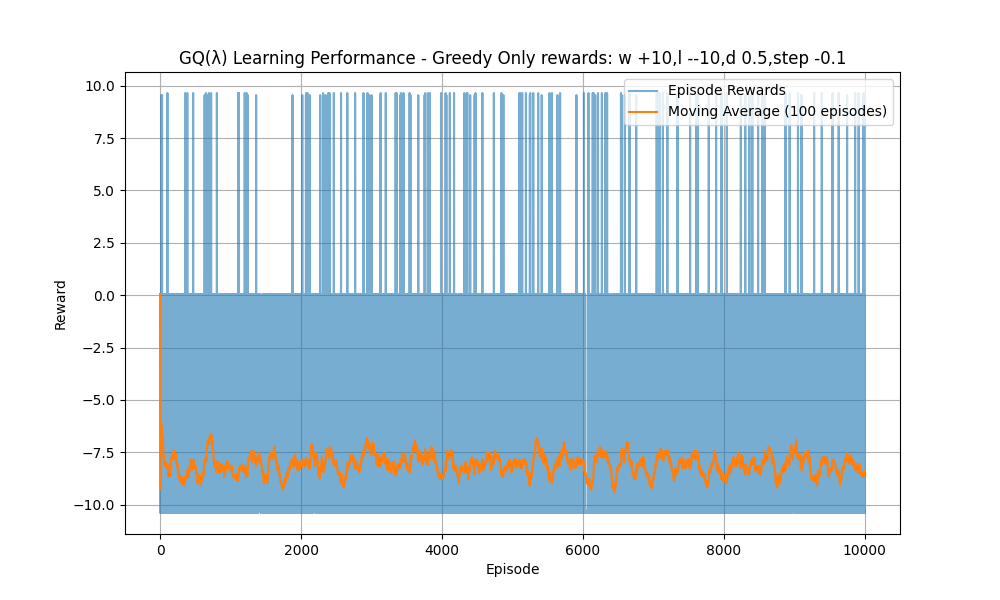 GQ(λ) Learning Performance - Greedy Only rewards: w +10,l --10,d 0.5,step -0.1
Episode Rewards
Moving Average (100 episodes)
10.0
7.5
5.0
2.5
0.0
−2.5
−5.0
−7.5
−10.0
Reward
0 2000 4000 6000 8000 10000
Episode